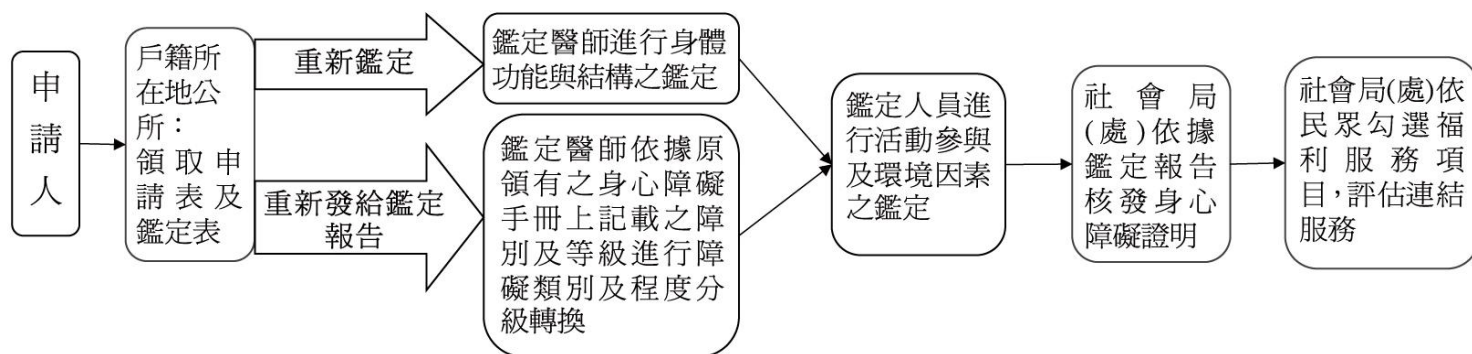 申
請
人
戶籍所
在地公
所：
領取申
請表及
鑑定表
重新鑑定
重新發給鑑定
報告
鑑定醫師進行身體
功能與結構之鑑定
鑑定醫師依據原
領有之身心障礙
手冊上記載之障
別及等級進行障
礙類別及程度分
級轉換
鑑定人員進
行活動參與
及環境因素
之鑑定
社會局
(處)依據
鑑定報告
核發身心
障礙證明
社會局(處)依
民眾勾選福
利服務項
目，評估連結
服務